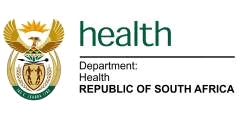 health
Department:
Health
REPUBLIC OF SOUTH AFRICA